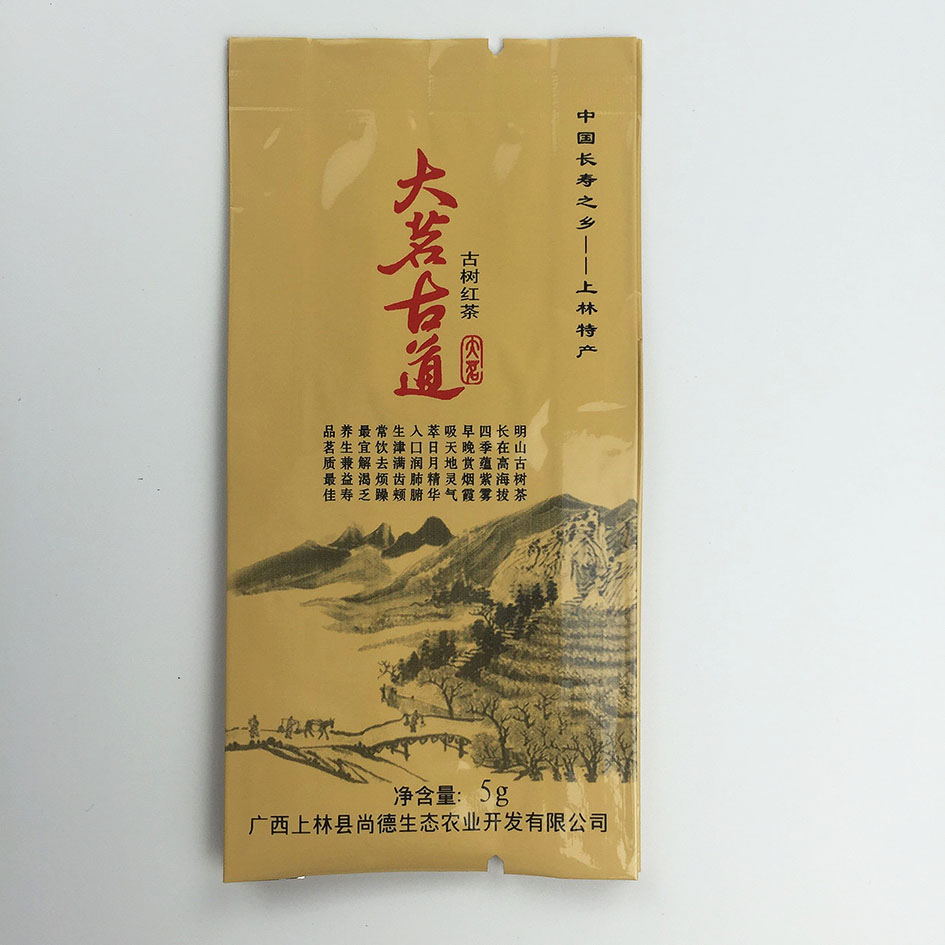 中国长寿之乡——上林特产
大茗古道
古树红茶
大茗
明山古树茶
长在高海拔
四季蕴紫雾
早晚赏烟霞
吸天地灵气
萃日月精华
入口润肺腑
生津满齿颊
常饮去烦躁
最宜解渴乏
养生兼益寿
品茗质最佳
净含量: 5g
广西上林县尚德生态农业开发有限公司